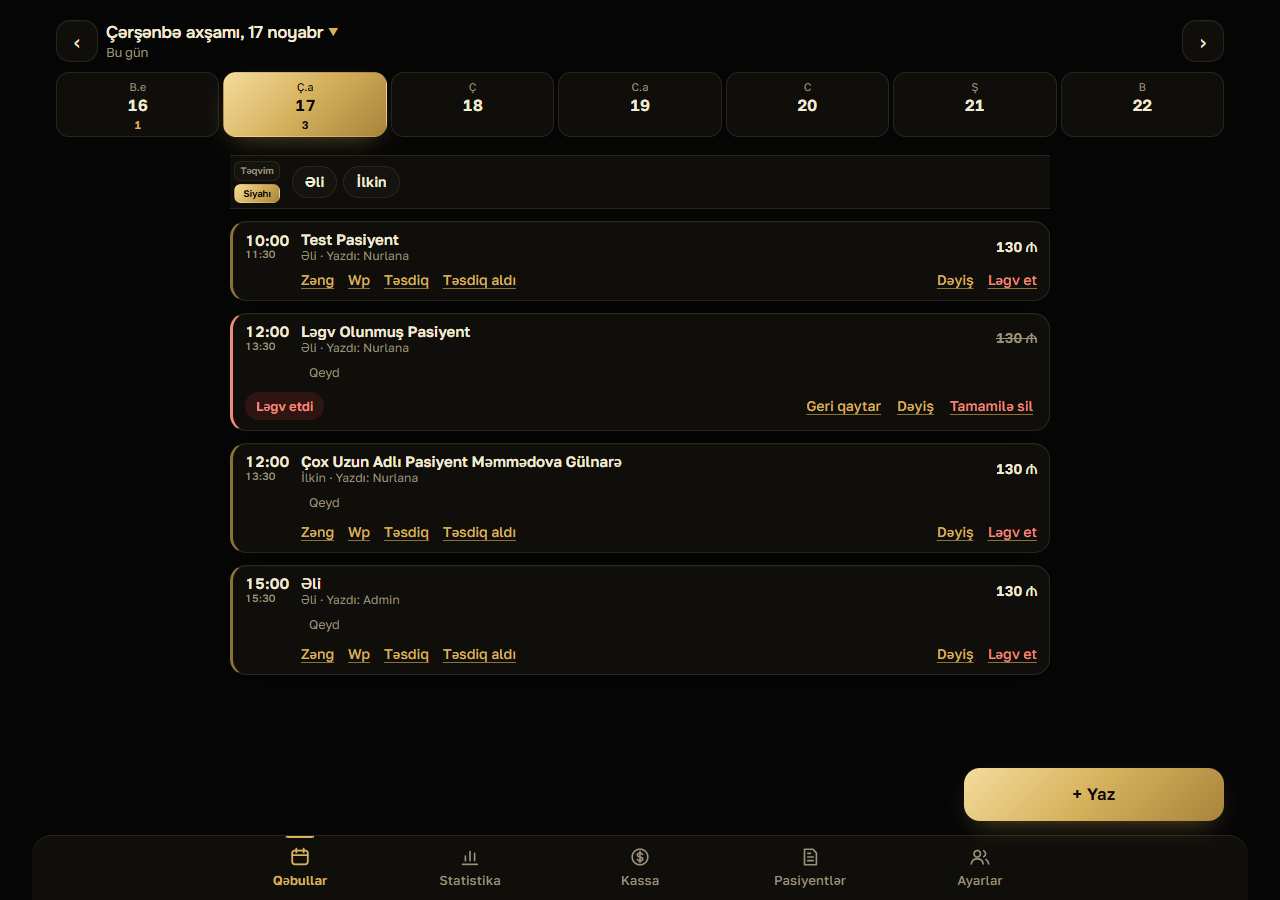 ‹
Çərşənbə axşamı, 17 noyabr ▼
Bu gün
›
B.e
16
1
Ç.a
17
3
Ç
18
C.a
19
C
20
Ş
21
B
22
Təqvim
Siyahı
Əli
İlkin
10:00 Test Pasiyent
11:30 Əli · Yazdı: Nurlana
130 ₼
Zəng Wp Təsdiq Təsdiq aldı Dəyiş Ləgv et
12:00 Ləgv Olunmuş Pasiyent
13:30 Əli · Yazdı: Nurlana
130 ₼
Qeyd
Ləgv etdi Geri qaytar Dəyiş Tamamilə sil
12:00 Çox Uzun Adlı Pasiyent Məmmədova Gülnarə
13:30 İlkin · Yazdı: Nurlana
130 ₼
Qeyd
Zəng Wp Təsdiq Təsdiq aldı Dəyiş Ləgv et
15:00 Əli
15:30 Əli · Yazdı: Admin
130 ₼
Qeyd
Zəng Wp Təsdiq Təsdiq aldı Dəyiş Ləgv et
+ Yaz
Qəbullar Statistika Kassa Pasiyentlər Ayarlar